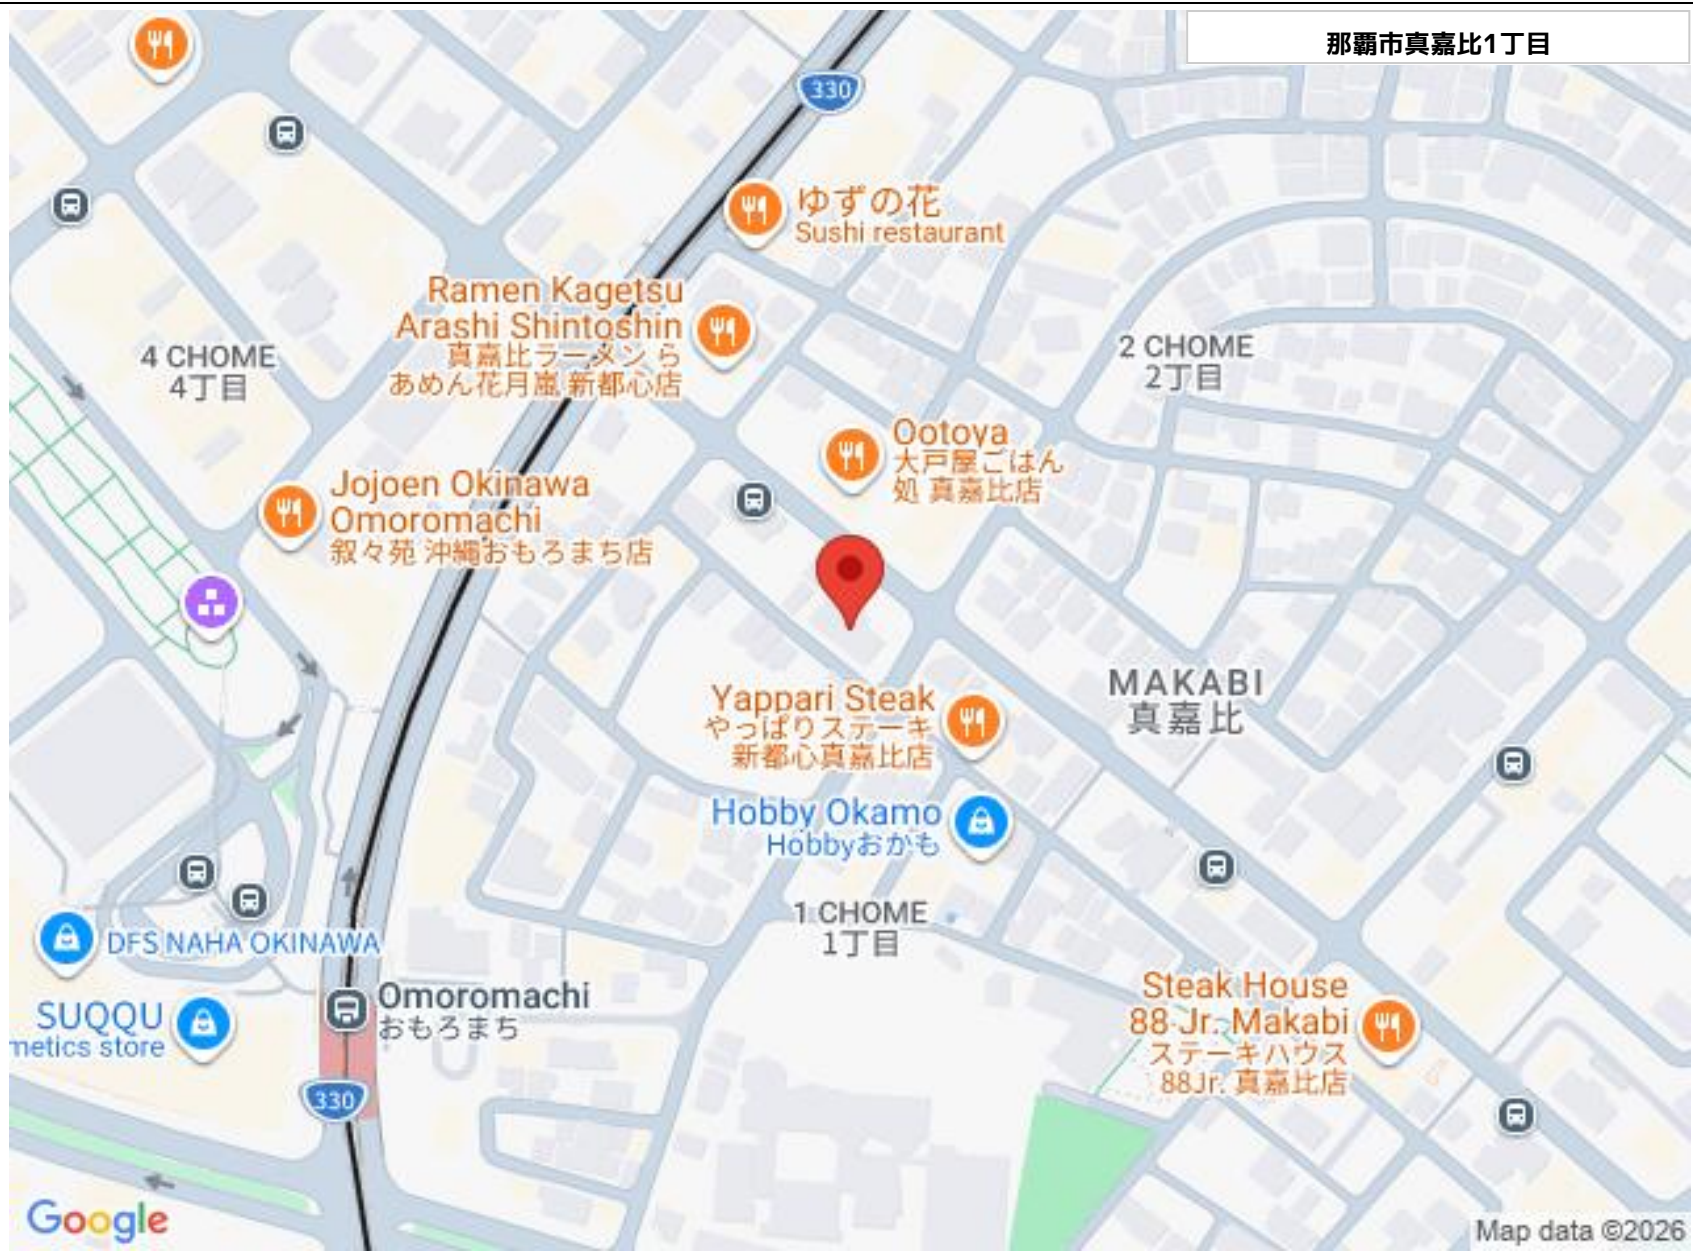 那覇市真嘉比1丁目
330
ゆずの花
Sushi restaurant
Ramen Kagetsu
Arashi Shintoshin
真嘉比ラーメン ら
あめん花月嵐 新都心店
4 CHOME
4丁目
2 CHOME
2丁目
Ootoya
大戸屋ごはん
処 真嘉比店
Jojoen Okinawa
Omoromachi
叙々苑 沖縄おもろまち店
MAKABI
真嘉比
Yappari Steak
やっぱりステーキ
新都心真嘉比店
Hobby Okamo
Hobbyおかも
1 CHOME
1丁目
DFS NAHA OKINAWA
Omoromachi
おもろまち
SUQQU
metics store
Steak House
88 Jr. Makabi
ステーキハウス
88Jr. 真嘉比店
330
Google
Map data ©2026